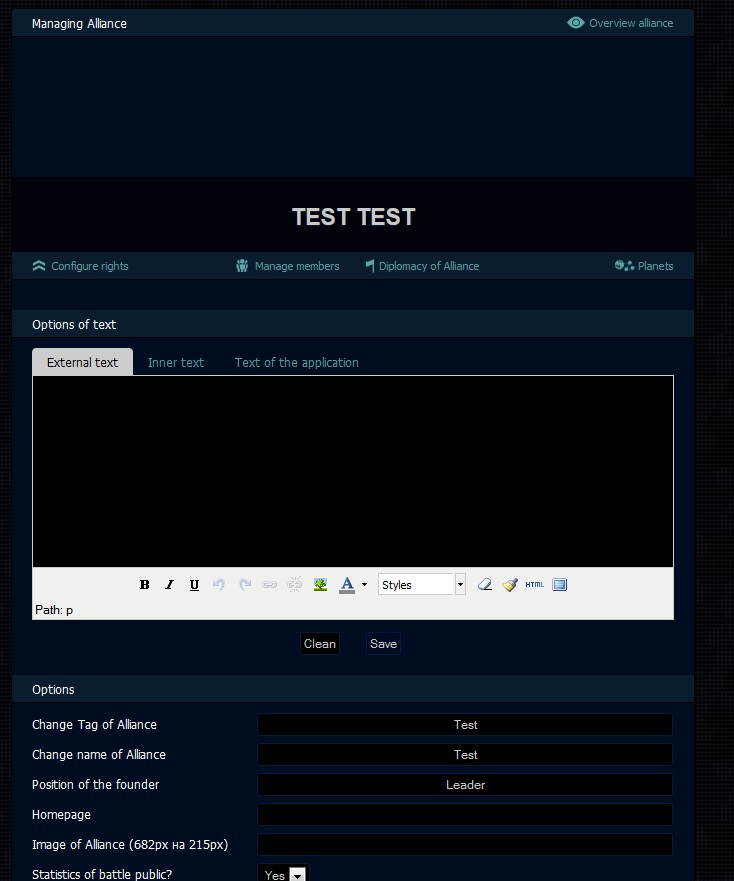 Managing Alliance
Overview alliance
TEST TEST
Configure rights
Manage members
Diplomacy of Alliance
Planets
Options of text
External text
Inner text
Text of the application
B I U
A
Styles
HTML
Path: p
Clean
Save
Options
Change Tag of Alliance
Test
Change name of Alliance
Test
Position of the founder
Leader
Homepage
Image of Alliance (682px на 215px)
Statistics of battle public?
Yes